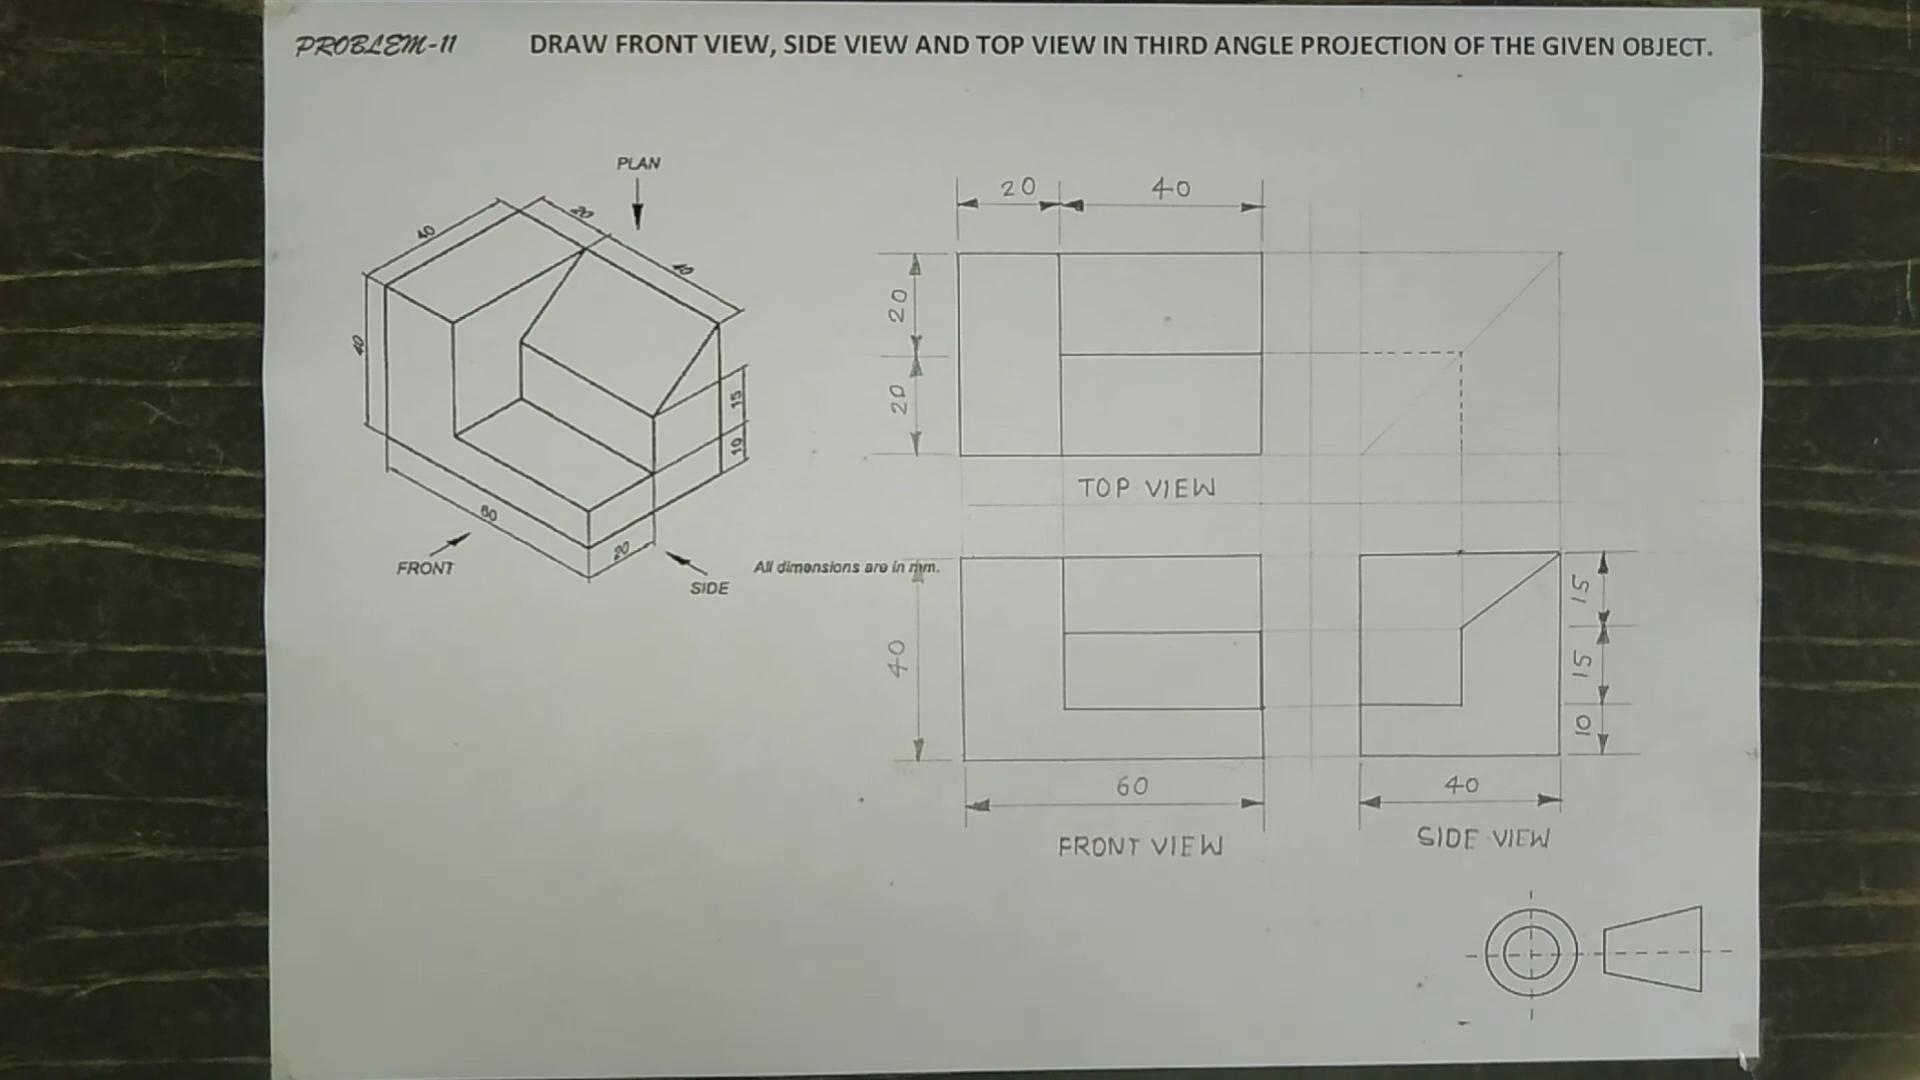 PROBLEM-11 DRAW FRONT VIEW, SIDE VIEW AND TOP VIEW IN THIRD ANGLE PROJECTION OF THE GIVEN OBJECT.
PLAN
40
20
40
40
15
10
60
20
FRONT
SIDE
All dimensions are in mm.
20
40
20
20
TOP VIEW
40
15
15
10
60
40
FRONT VIEW
SIDE VIEW